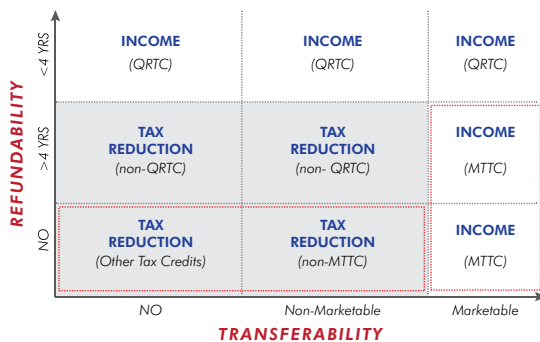 REFUNDABILITY
<4 YRS
INCOME
(QRTC)
INCOME
(QRTC)
INCOME
(QRTC)
>4 YRS
TAX
REDUCTION
(non-QRTC)
TAX
REDUCTION
(non- QRTC)
INCOME
(MTTC)
NO
TAX
REDUCTION
(Other Tax Credits)
TAX
REDUCTION
(non-MTTC)
INCOME
(MTTC)
NO
Non-Marketable
Marketable
TRANSFERABILITY